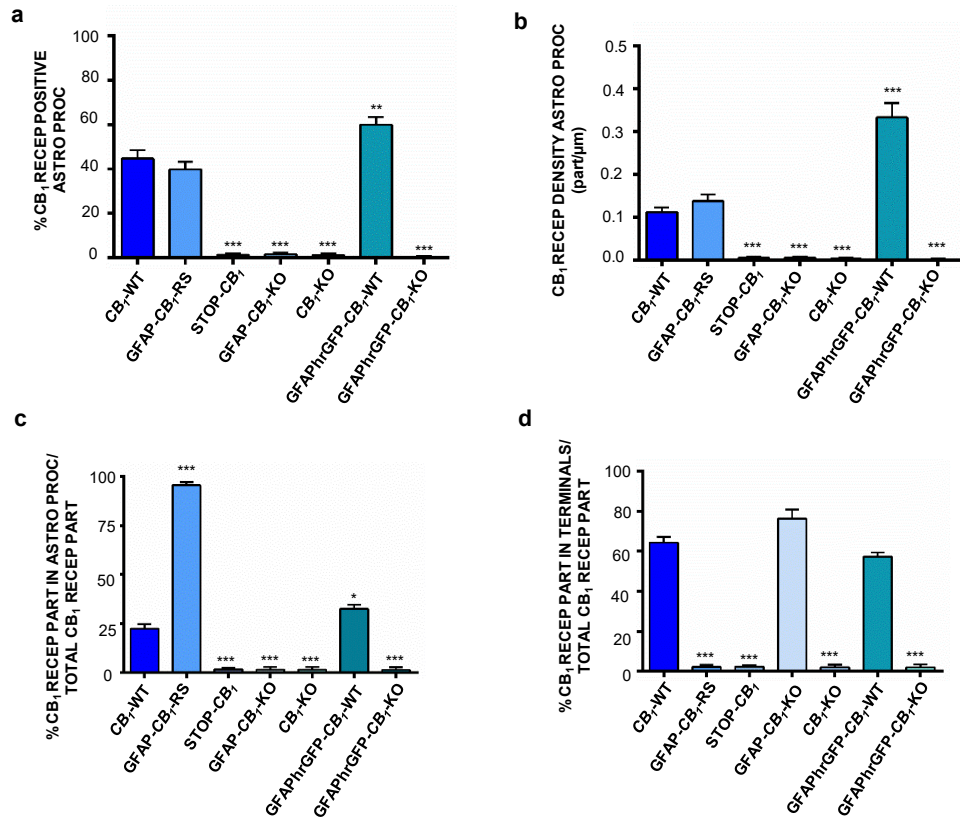 a
%CB₁ RECEP POSITIVE
ASTRO PROC
100
80
60
40
20
0
**
***
***
***
***
CB₁-WT
GFAP-CB₁-RS
STOP-CB₁
GFAP-CB₁-KO
CB₁-KO
GFAPhrGFP-CB₁-WT
GFAPhrGFP-CB₁-KO
b
CB₁ RECEP DENSITY ASTRO PROC
(part/µm)
0.5
0.4
0.3
0.2
0.1
0.0
***
***
***
***
***
CB₁-WT
GFAP-CB₁-RS
STOP-CB₁
GFAP-CB₁-KO
CB₁-KO
GFAPhrGFP-CB₁-WT
GFAPhrGFP-CB₁-KO
c
%CB₁ RECEP PART IN ASTRO PROC/
TOTAL CB₁ RECEP PART
100
75
50
25
0
***
***
***
***
*
***
CB₁-WT
GFAP-CB₁-RS
STOP-CB₁
GFAP-CB₁-KO
CB₁-KO
GFAPhrGFP-CB₁-WT
GFAPhrGFP-CB₁-KO
d
%CB₁ RECEP PART IN TERMINALS/
TOTAL CB₁ RECEP PART
100
80
60
40
20
0
***
***
***
***
CB₁-WT
GFAP-CB₁-RS
STOP-CB₁
GFAP-CB₁-KO
CB₁-KO
GFAPhrGFP-CB₁-WT
GFAPhrGFP-CB₁-KO